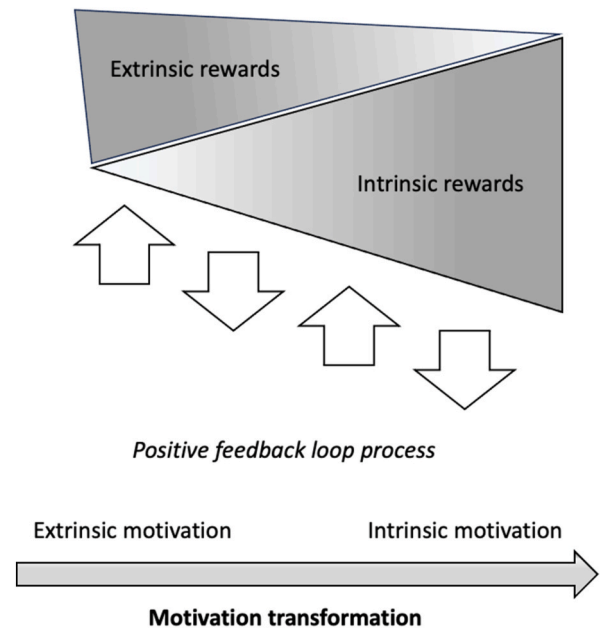 Extrinsic rewards
Intrinsic rewards
Positive feedback loop process
Extrinsic motivation
Intrinsic motivation
Motivation transformation